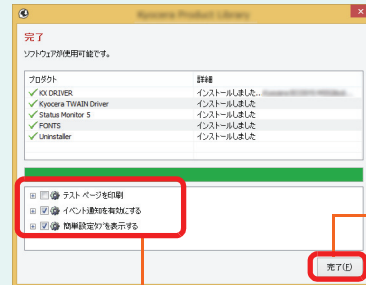 Kyocera Product Library
完了
ソフトウェアが使用可能です。
プロダクト 詳細
KX DRIVER インストールしました..
Kyocera TWAIN Driver インストールしました
Status Monitor 5 インストールしました
FONTS インストールしました
Uninstaller インストールしました
テスト ページを印刷
イベント通知を有効にする
簡単設定タブを表示する
完了(F)